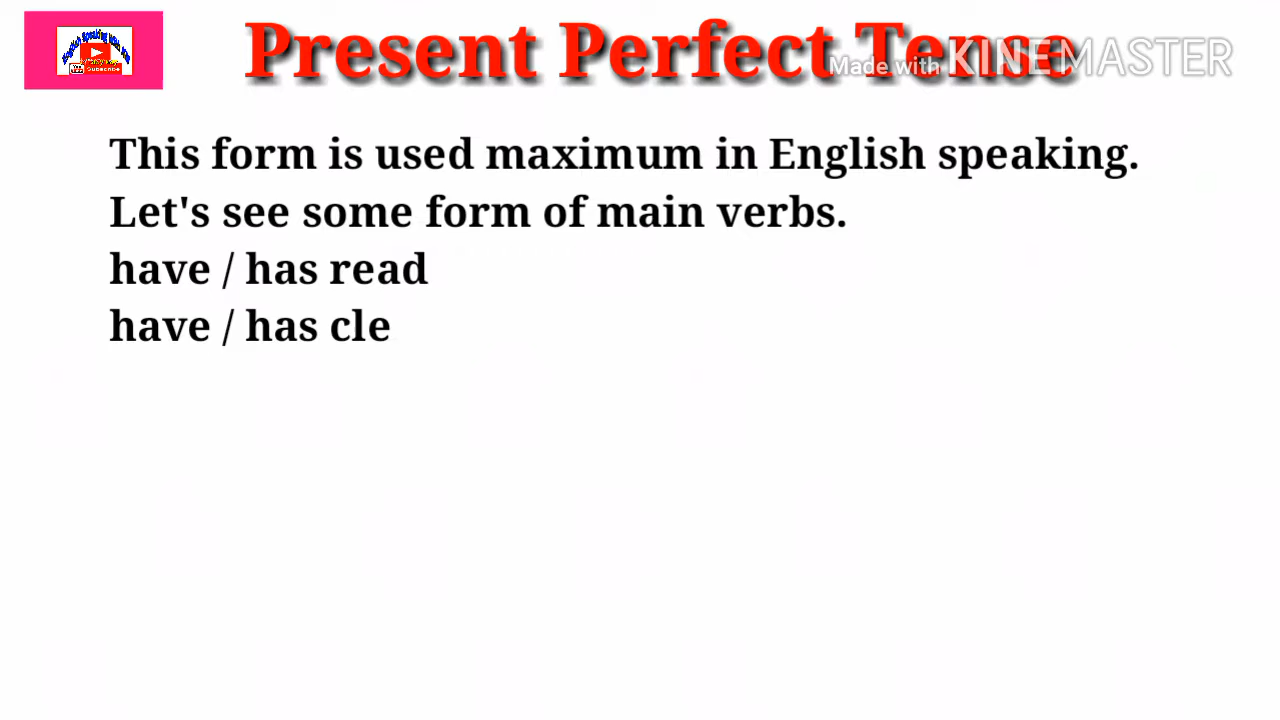 Present Perfect Tense
Made with KINEMASTER
This form is used maximum in English speaking.
Let's see some form of main verbs.
have / has read
have / has cle